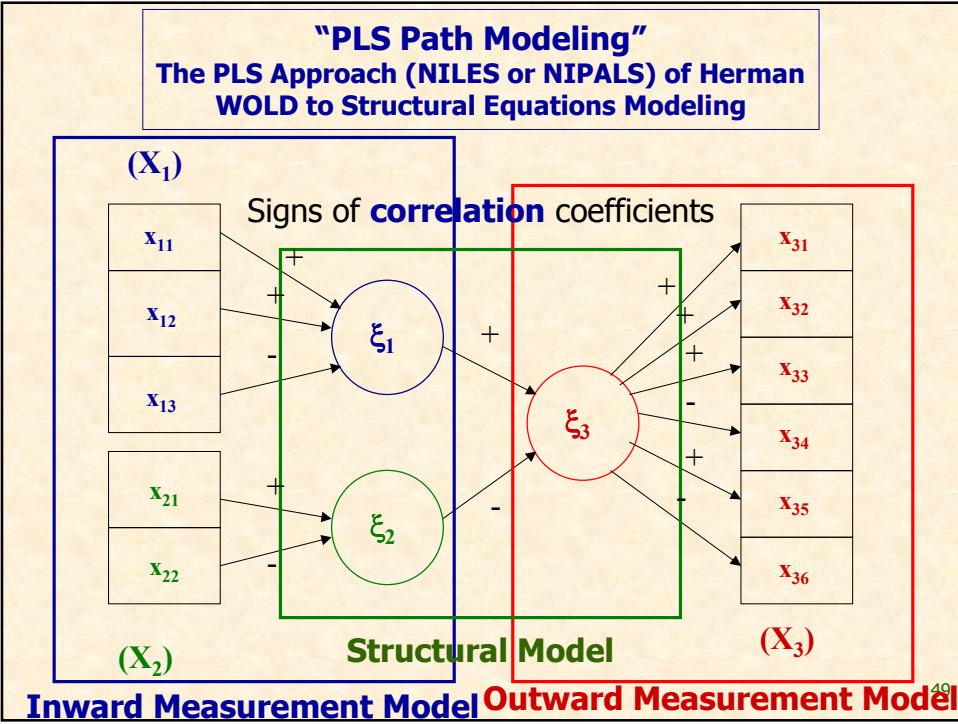 “PLS Path Modeling”
The PLS Approach (NILES or NIPALS) of Herman
WOLD to Structural Equations Modeling
(X₁)
Signs of correlation coefficients
x₁₁
x₁₂
x₁₃
+
+
-
ξ₁
+
x₂₁
x₂₂
+
-
ξ₂
-
ξ₃
+
+
+
-
+
-
x₃₁
x₃₂
x₃₃
x₃₄
x₃₅
x₃₆
(X₂)
Structural Model
(X₃)
Inward Measurement Model
Outward Measurement Model
49